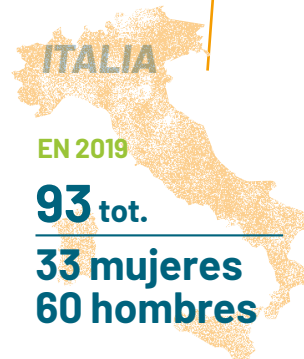 ITALIA
EN 2019
93 tot.
33 mujeres
60 hombres